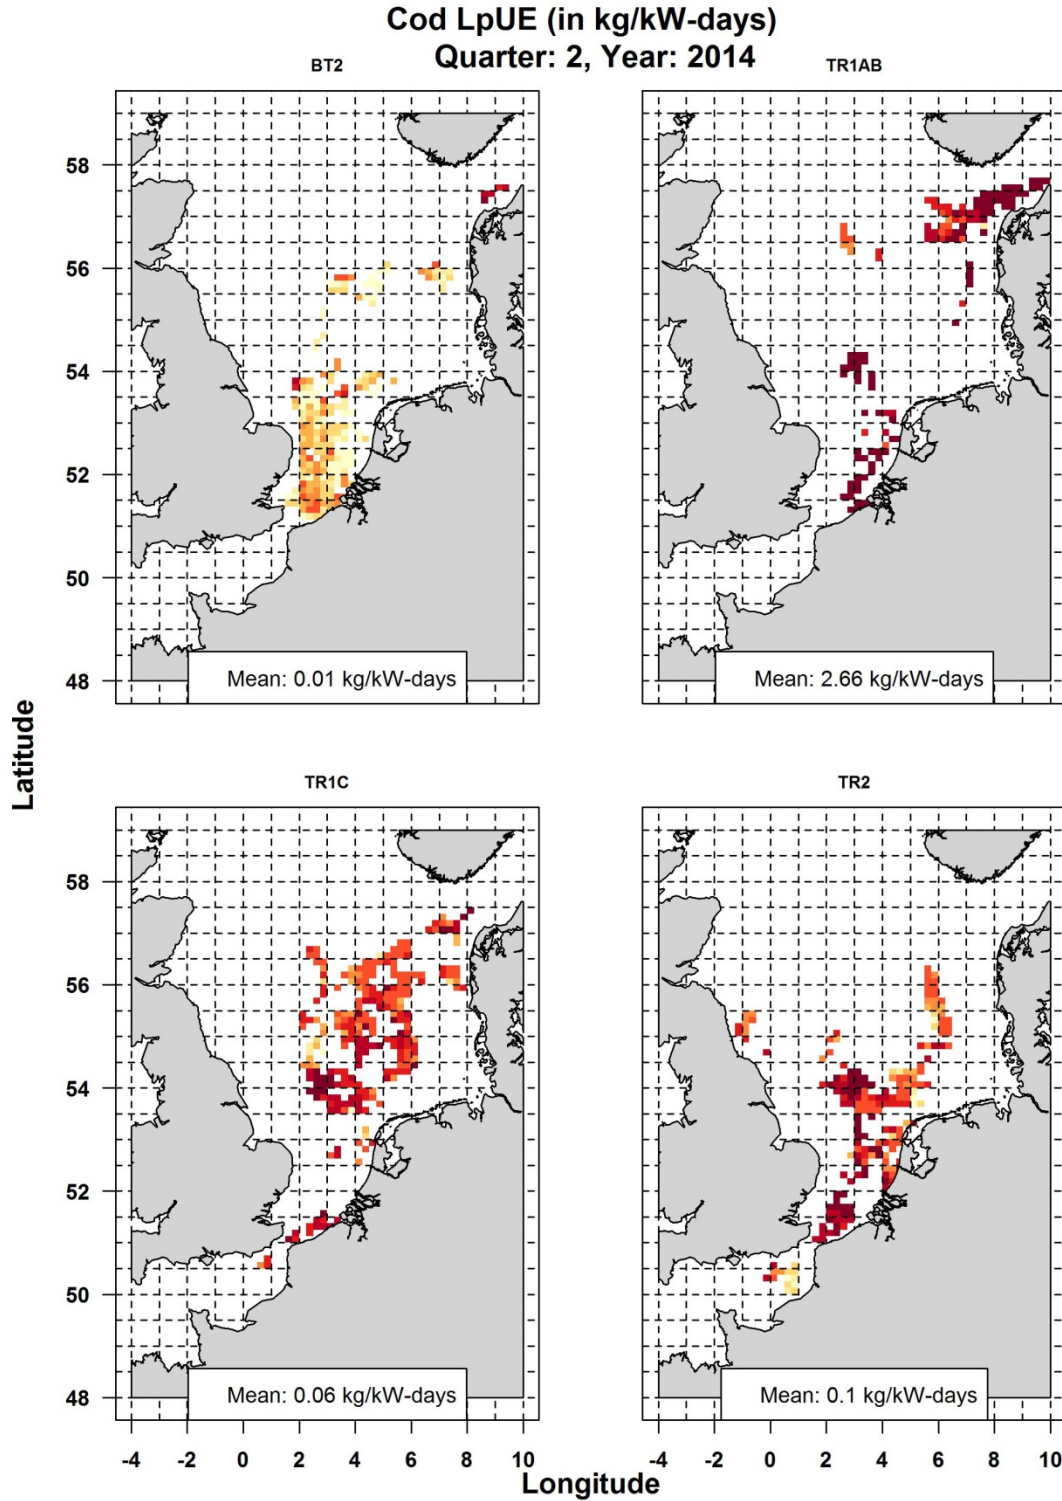 Cod LpUE (in kg/kW-days)
Quarter: 2, Year: 2014
BT2
TR1AB
58
56
54
52
50
48
Mean: 0.01 kg/kW-days
Mean: 2.66 kg/kW-days
Latitude
TR1C
TR2
58
56
54
52
50
48
Mean: 0.06 kg/kW-days
Mean: 0.1 kg/kW-days
-4 -2 0 2 4 6 8 10 -4 -2 0 2 4 6 8 10
Longitude